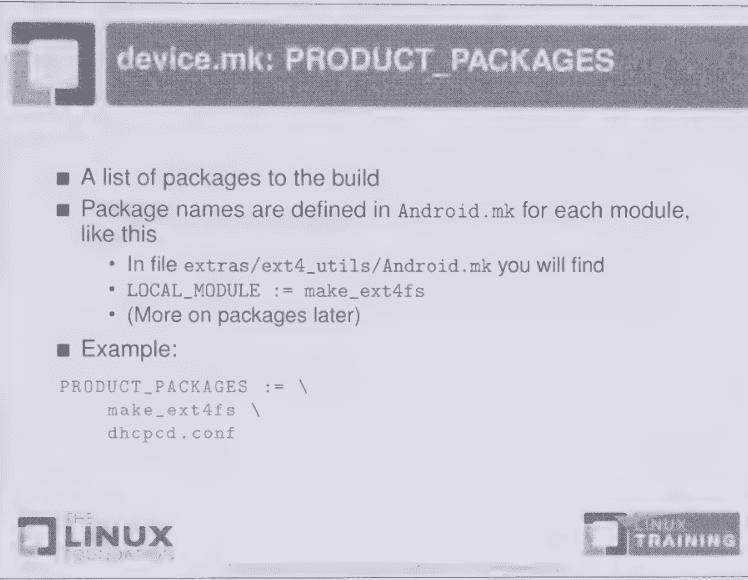 device.mk: PRODUCT_PACKAGES
■ A list of packages to the build
■ Package names are defined in Android.mk for each module,
like this
• In file extras/ext4_utils/Android.mk you will find
• LOCAL_MODULE := make_ext4fs
• (More on packages later)
■ Example:
PRODUCT_PACKAGES := \
make_ext4fs \
dhcpcd.conf
THE
LINUX
FOUNDATION
LINUX
TRAINING